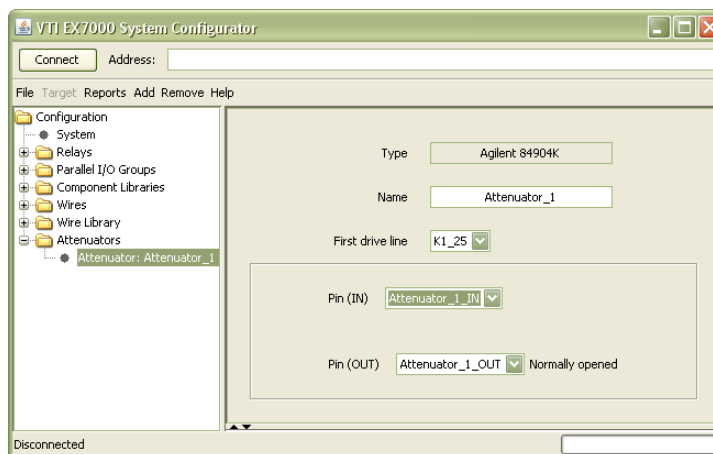 VTI EX7000 System Configurator
Connect Address:
File Target Reports Add Remove Help
Configuration
System
Relays
Parallel I/O Groups
Component Libraries
Wires
Wire Library
Attenuators
Attenuator: Attenuator_1
Type Agilent 84904K
Name Attenuator_1
First drive line K1_25
Pin (IN) Attenuator_1_IN
Pin (OUT) Attenuator_1_OUT Normally opened
Disconnected